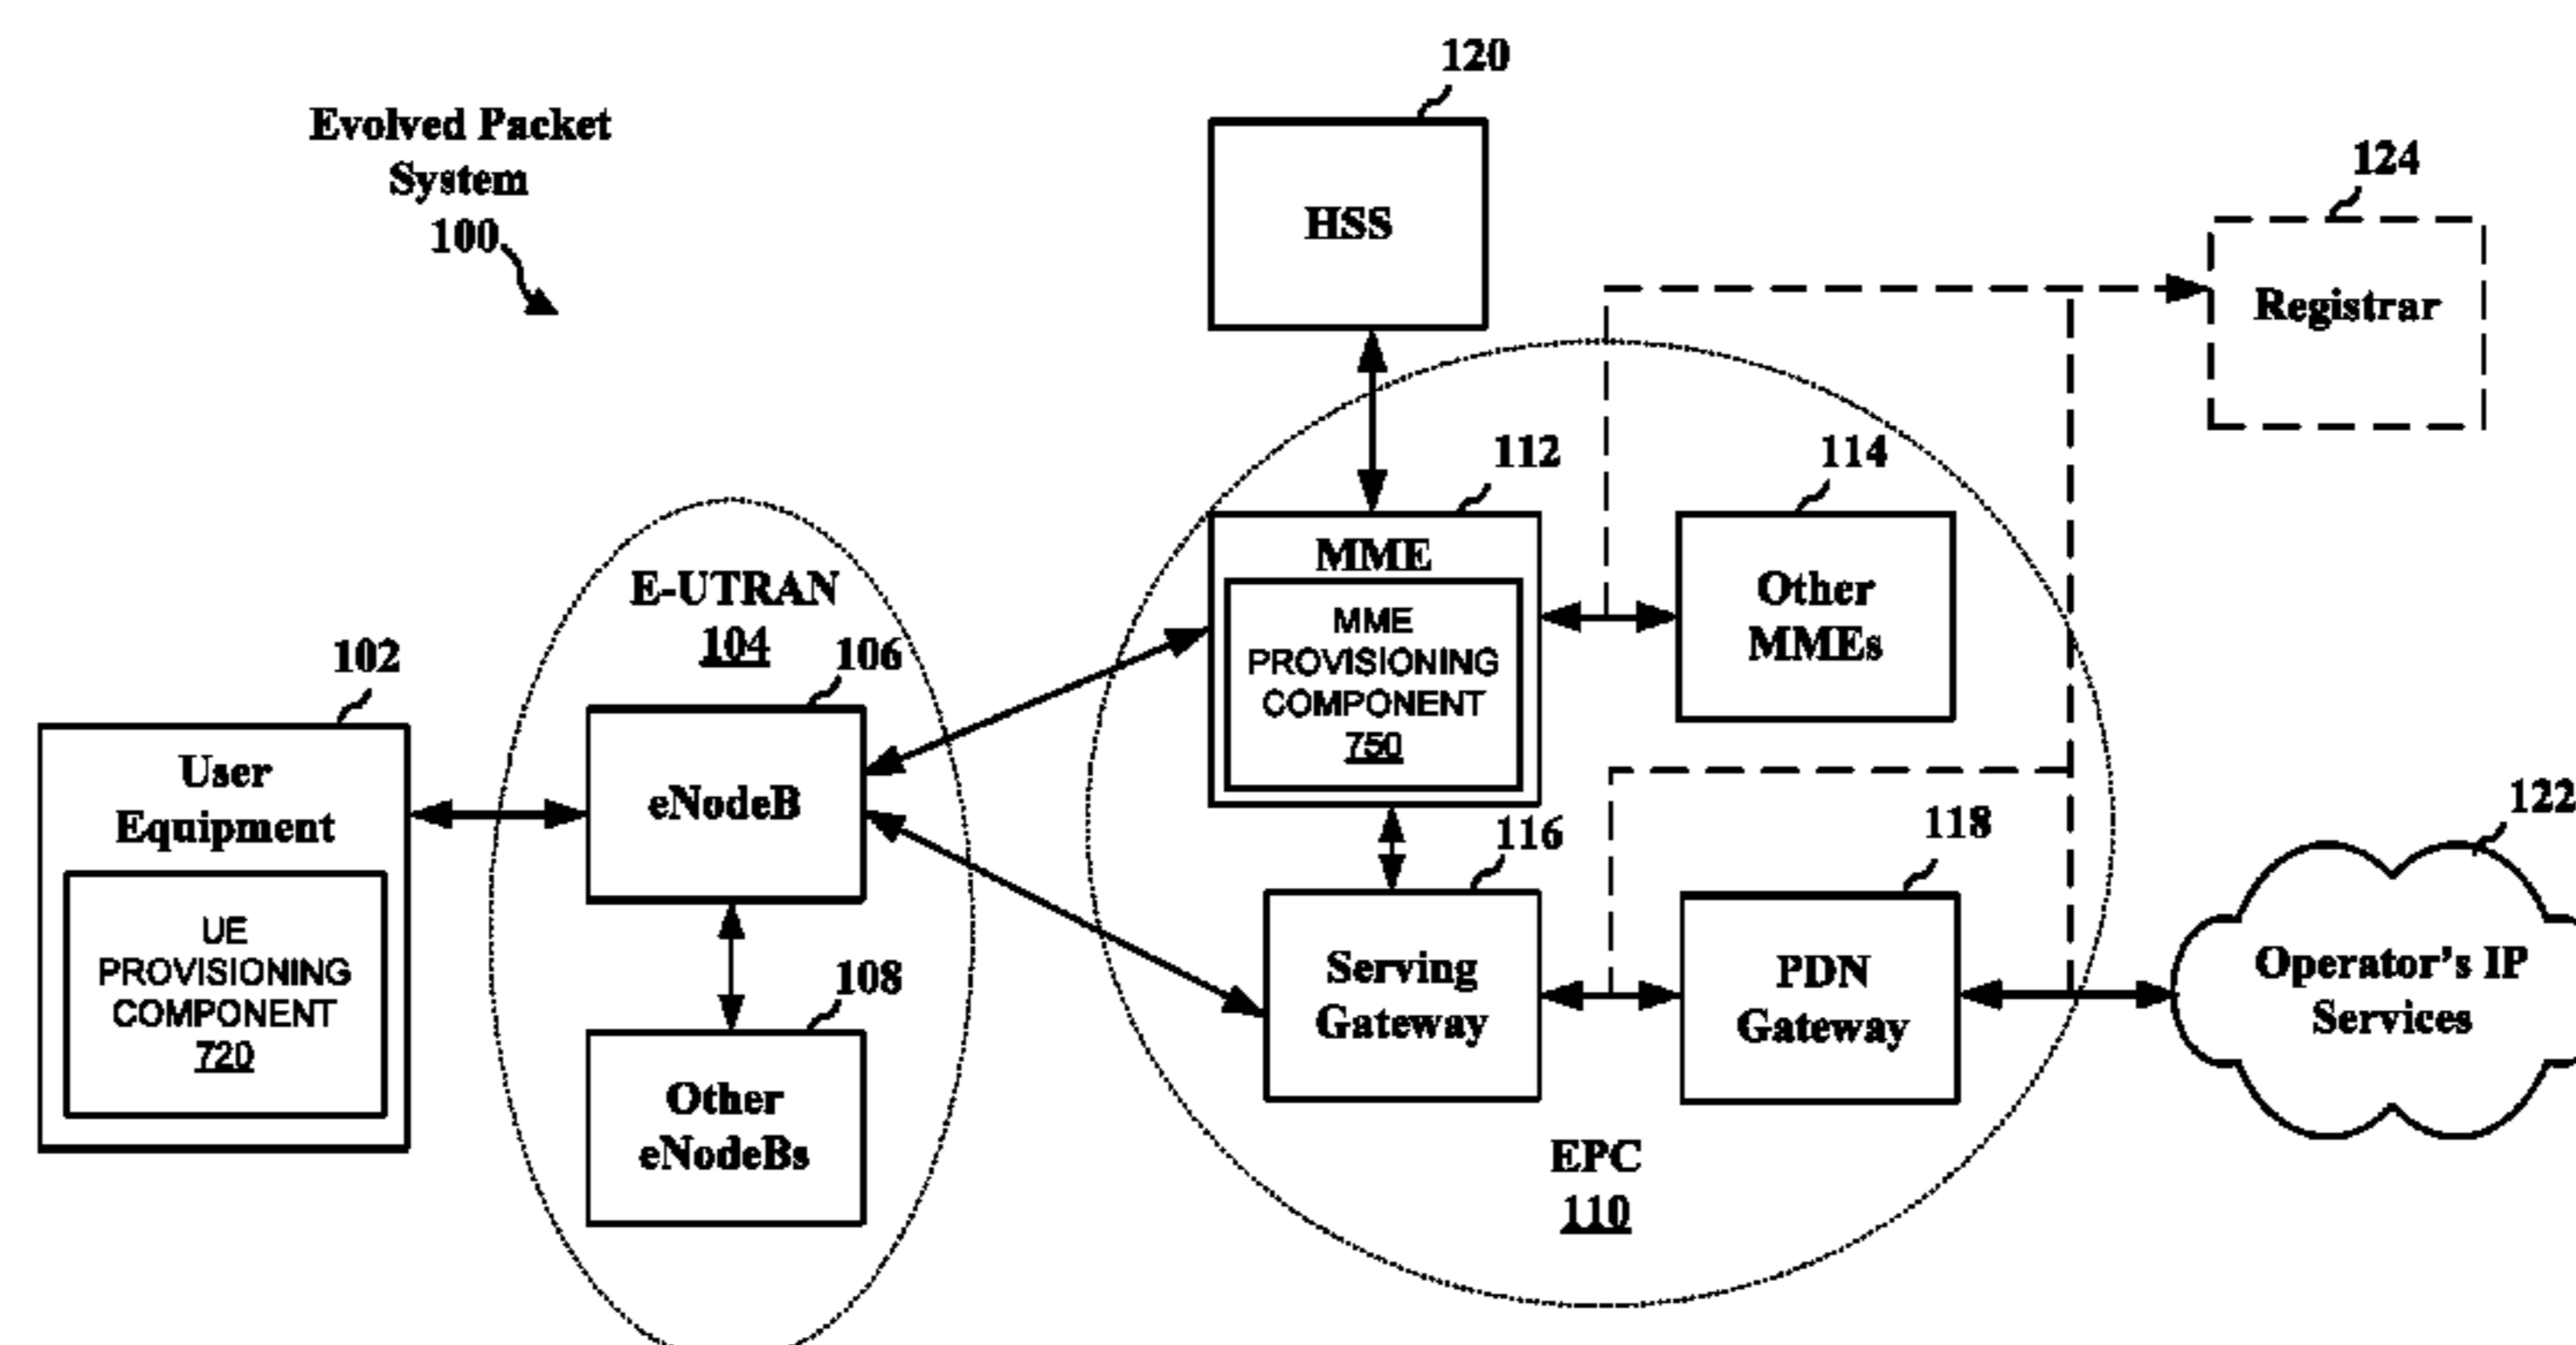 Evolved Packet
System
100
120
HSS
124
Registrar
112
MME
MME
PROVISIONING
COMPONENT
750
114
Other
MMEs
E-UTRAN
104
106
eNodeB
102
User
Equipment
UE
PROVISIONING
COMPONENT
720
108
Other
eNodeBs
116
Serving
Gateway
118
PDN
Gateway
122
Operator's IP
Services
EPC
110